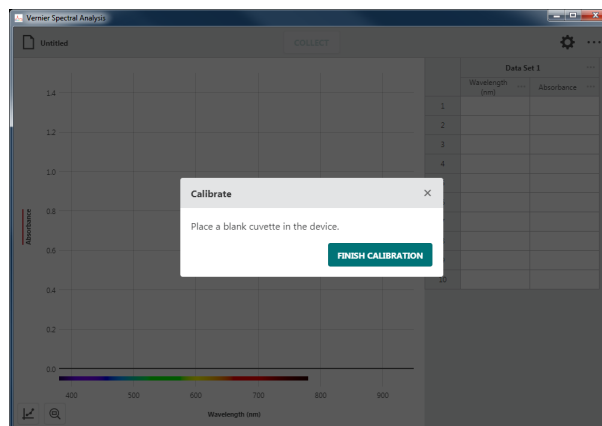 Vernier Spectral Analysis
Untitled
COLLECT
Data Set 1
Wavelength
(nm)
Absorbance
1
2
3
4
10
1.4
1.2
1.0
0.8
0.6
0.4
0.2
0.0
Absorbance
Calibrate
Place a blank cuvette in the device.
FINISH CALIBRATION
400 500 600 700 800 900
Wavelength (nm)